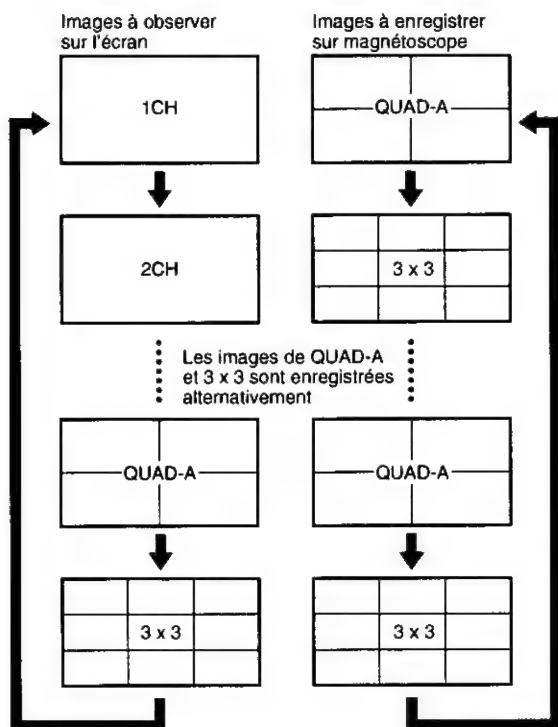 Images à observer
sur l'écran
Images à enregistrer
sur magnétoscope
1CH
QUAD-A
2CH
3 x 3
Les images de QUAD-A
et 3 x 3 sont enregistrées
alternativement
QUAD-A
QUAD-A
3 x 3
3 x 3